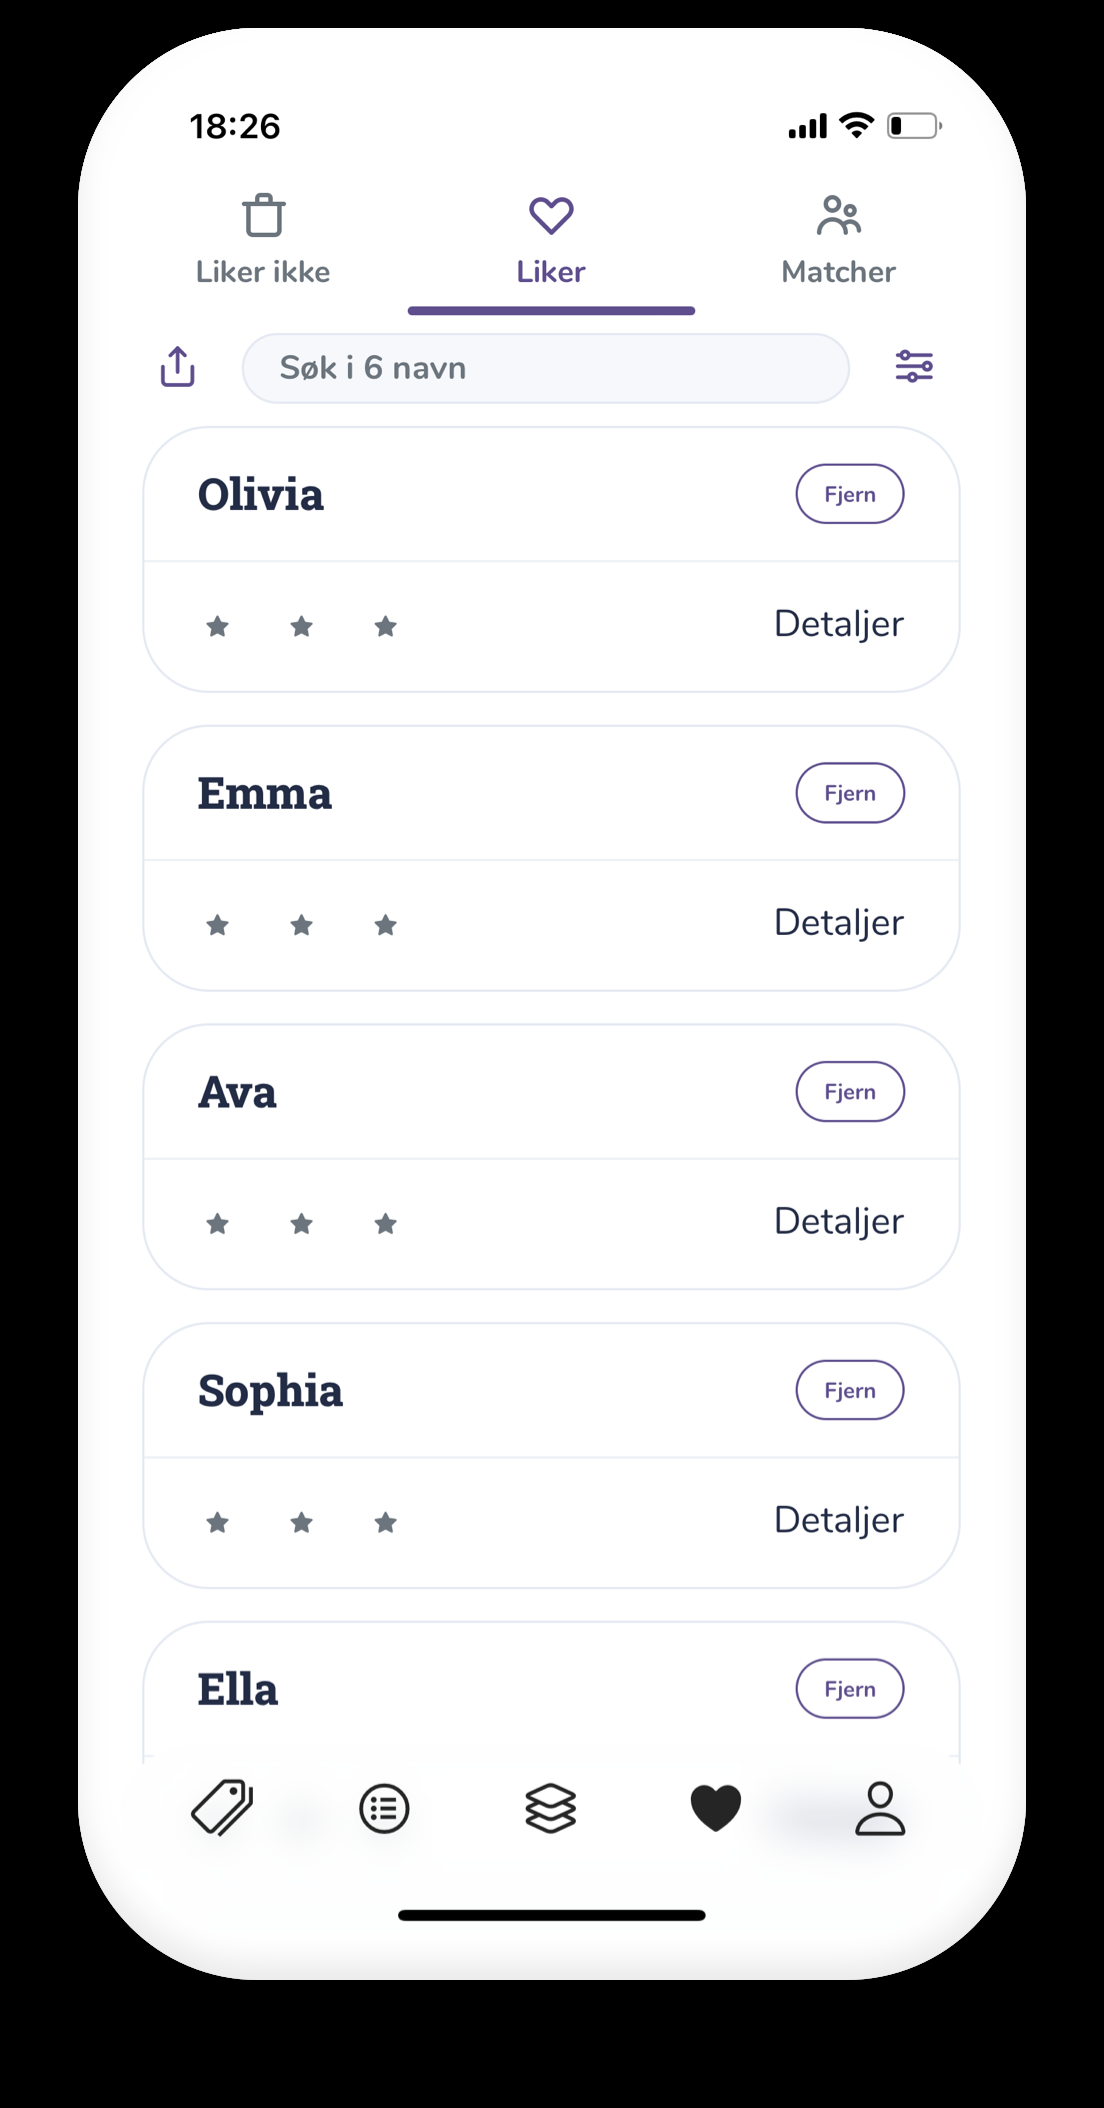 18:26
Liker ikke
Liker
Matcher
Søk i 6 navn
Olivia
Fjern
Detaljer
Emma
Fjern
Detaljer
Ava
Fjern
Detaljer
Sophia
Fjern
Detaljer
Ella
Fjern